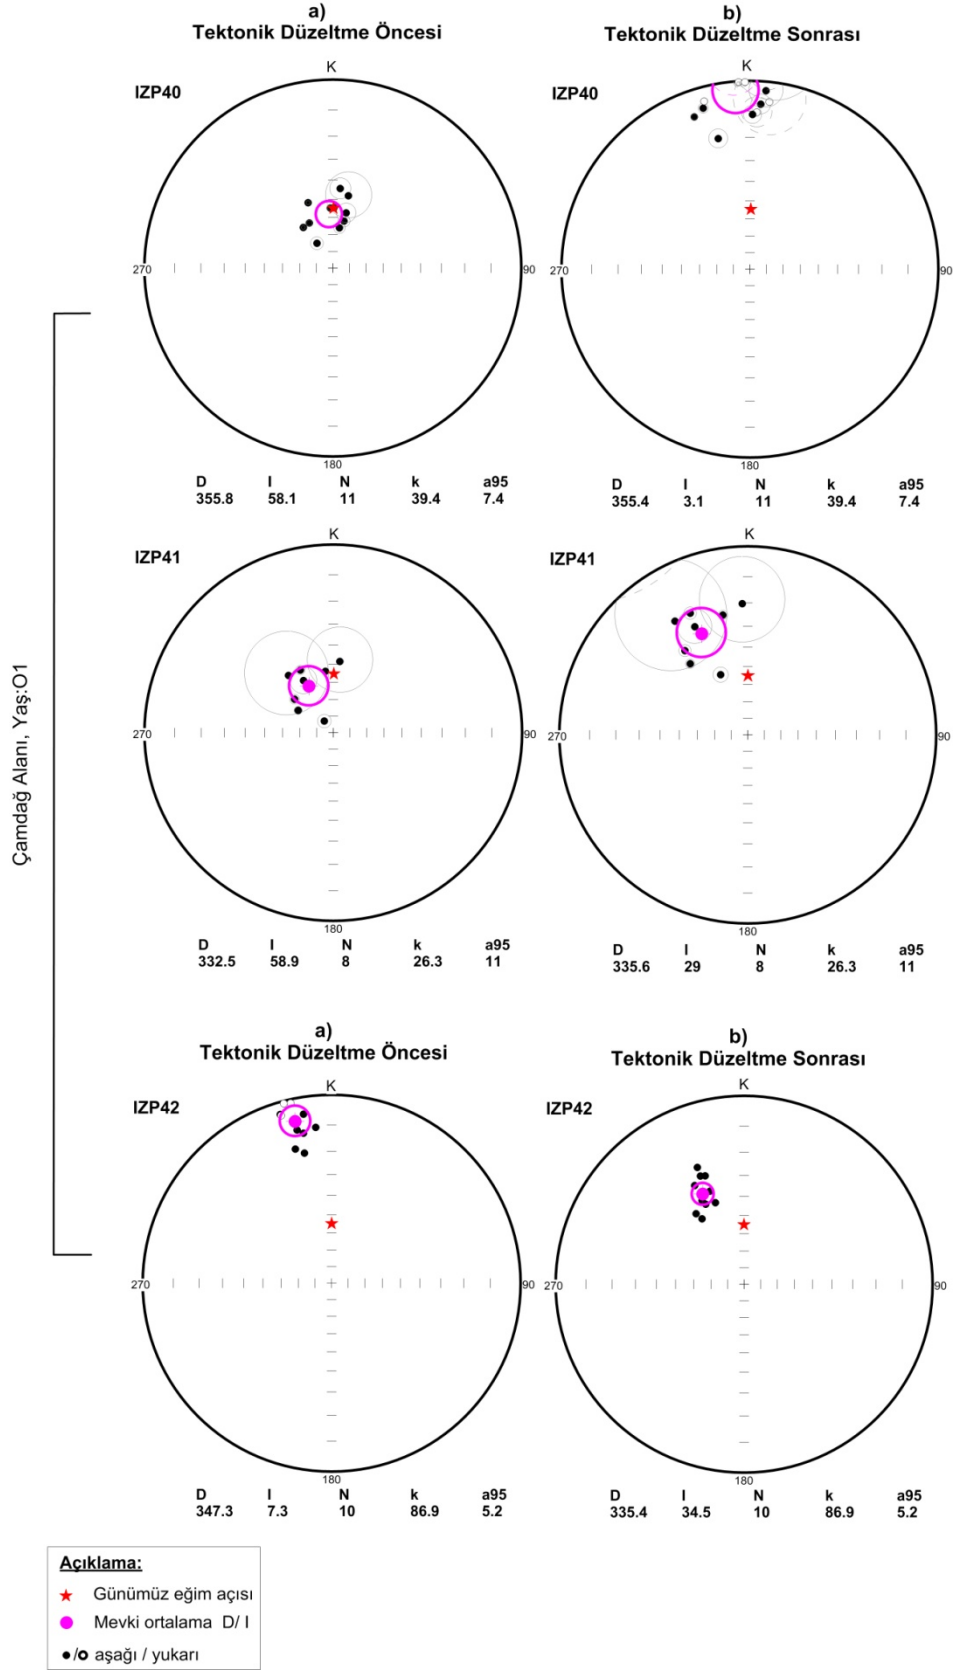 a)
Tektonik Düzeltme Öncesi
b)
Tektonik Düzeltme Sonrası
K
IZP40
270
90
180
D I N k a95
355.8 58.1 11 39.4 7.4
K
IZP40
270
90
180
D I N k a95
355.4 3.1 11 39.4 7.4
Çamdağ Alanı, Yaş:O1
K
IZP41
270
90
180
D I N k a95
332.5 58.9 8 26.3 11
K
IZP41
270
90
180
D I N k a95
335.6 29 8 26.3 11
a)
Tektonik Düzeltme Öncesi
b)
Tektonik Düzeltme Sonrası
K
IZP42
270
90
180
D I N k a95
347.3 7.3 10 86.9 5.2
K
IZP42
270
90
180
D I N k a95
335.4 34.5 10 86.9 5.2
Açıklama:
Günümüz eğim açısı
Mevki ortalama D/ I
aşağı / yukarı